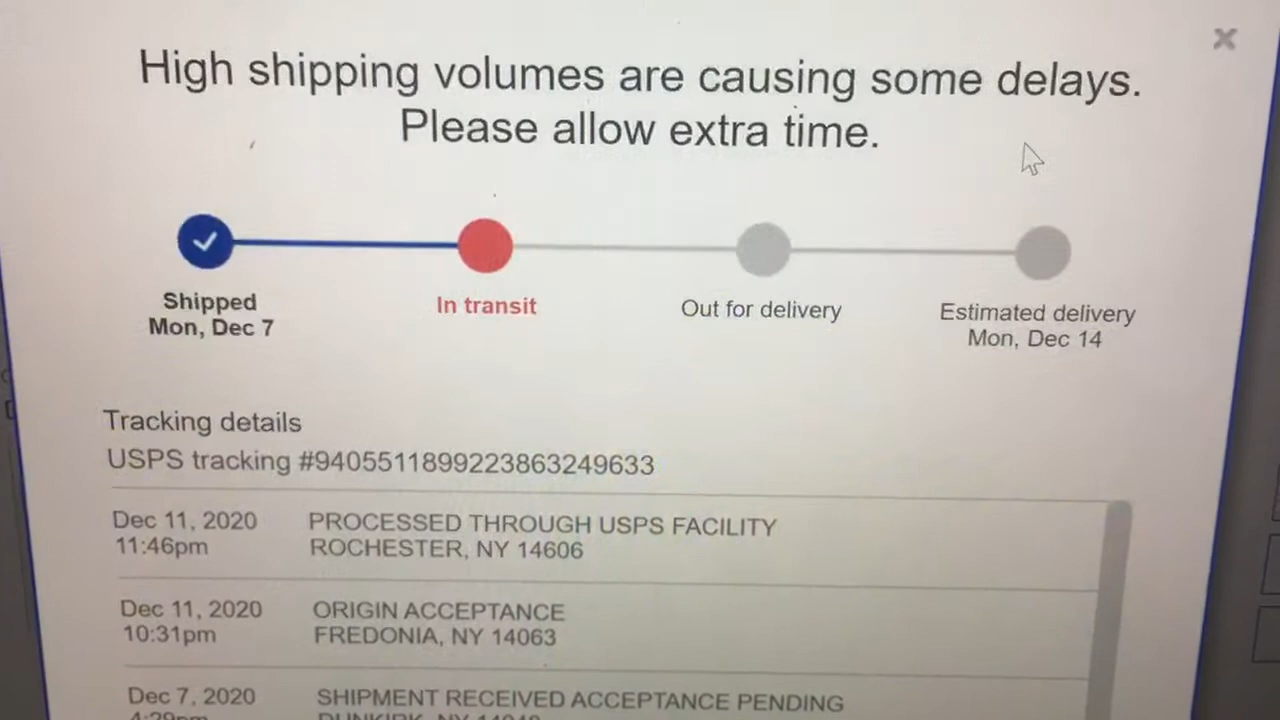 High shipping volumes are causing some delays.
Please allow extra time.
Shipped
Mon, Dec 7
In transit
Out for delivery
Estimated delivery
Mon, Dec 14
Tracking details
USPS tracking #9405511899223863249633
Dec 11, 2020 PROCESSED THROUGH USPS FACILITY
11:46pm ROCHESTER, NY 14606
Dec 11, 2020 ORIGIN ACCEPTANCE
10:31pm FREDONIA, NY 14063
Dec 7, 2020 SHIPMENT RECEIVED ACCEPTANCE PENDING